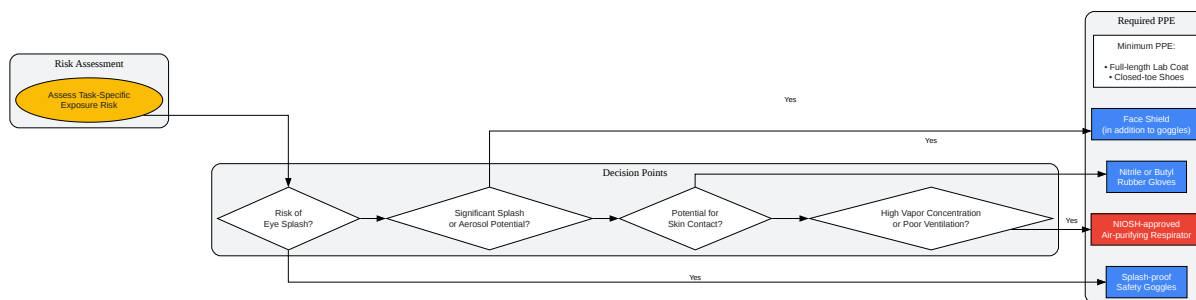 Risk Assessment
Assess Task-Specific
Exposure Risk
Decision Points
Risk of
Eye Splash?
Significant Splash
or Aerosol Potential?
Potential for
Skin Contact?
High Vapor Concentration
or Poor Ventilation?
Yes
Yes
Yes
Yes
Required PPE
Minimum PPE:
• Full-length Lab Coat
• Closed-toe Shoes
Face Shield
(in addition to goggles)
Nitrile or Butyl
Rubber Gloves
NIOSH-approved
Air-purifying Respirator
Splash-proof
Safety Goggles